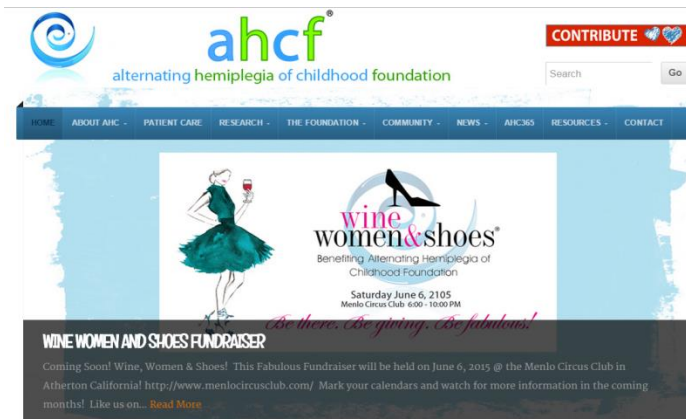 ahcf®
alternating hemiplegia of childhood foundation
CONTRIBUTE
Search
Go
HOME
ABOUT AHC -
PATIENT CARE
RESEARCH -
THE FOUNDATION -
COMMUNITY -
NEWS -
AHC365
RESOURCES -
CONTACT
wine
women&shoes®
Benefiting Alternating Hemiplegia of
Childhood Foundation
Saturday June 6, 2105
Menlo Circus Club 6:00 - 10:00 PM
Be there. Be giving. Be fabulous!
WINE WOMEN AND SHOES FUNDRAISER
Coming Soon! Wine, Women & Shoes! This Fabulous Fundraiser will be held on June 6, 2015 @ the Menlo Circus Club in
Atherton California! http://www.menlocircusclub.com/ Mark your calendars and watch for more information in the coming
months! Like us on... Read More